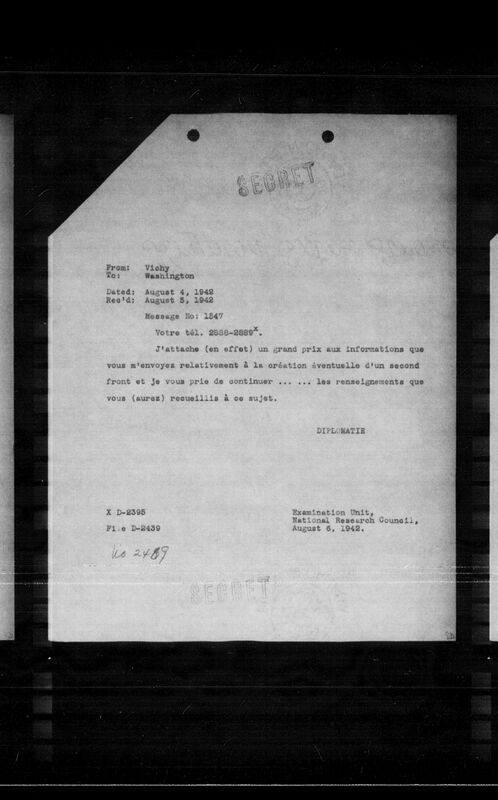 SECRET
From: Vichy
To: Washington
Dated: August 4, 1942
Rec'd: August 5, 1942
Message No: 1547
Votre tél. 2888-2889X.
J'attache (en effet) un grand prix aux informations que
vous m'envoyez relativement à la création éventuelle d'un second
front et je vous prie de continuer ... ... les renseignements que
vous (aurez) recueillis à ce sujet.
DIPLOMATIE
X D-2395
File D-2439
Examination Unit,
National Research Council,
August 6, 1942.
No
SECRET